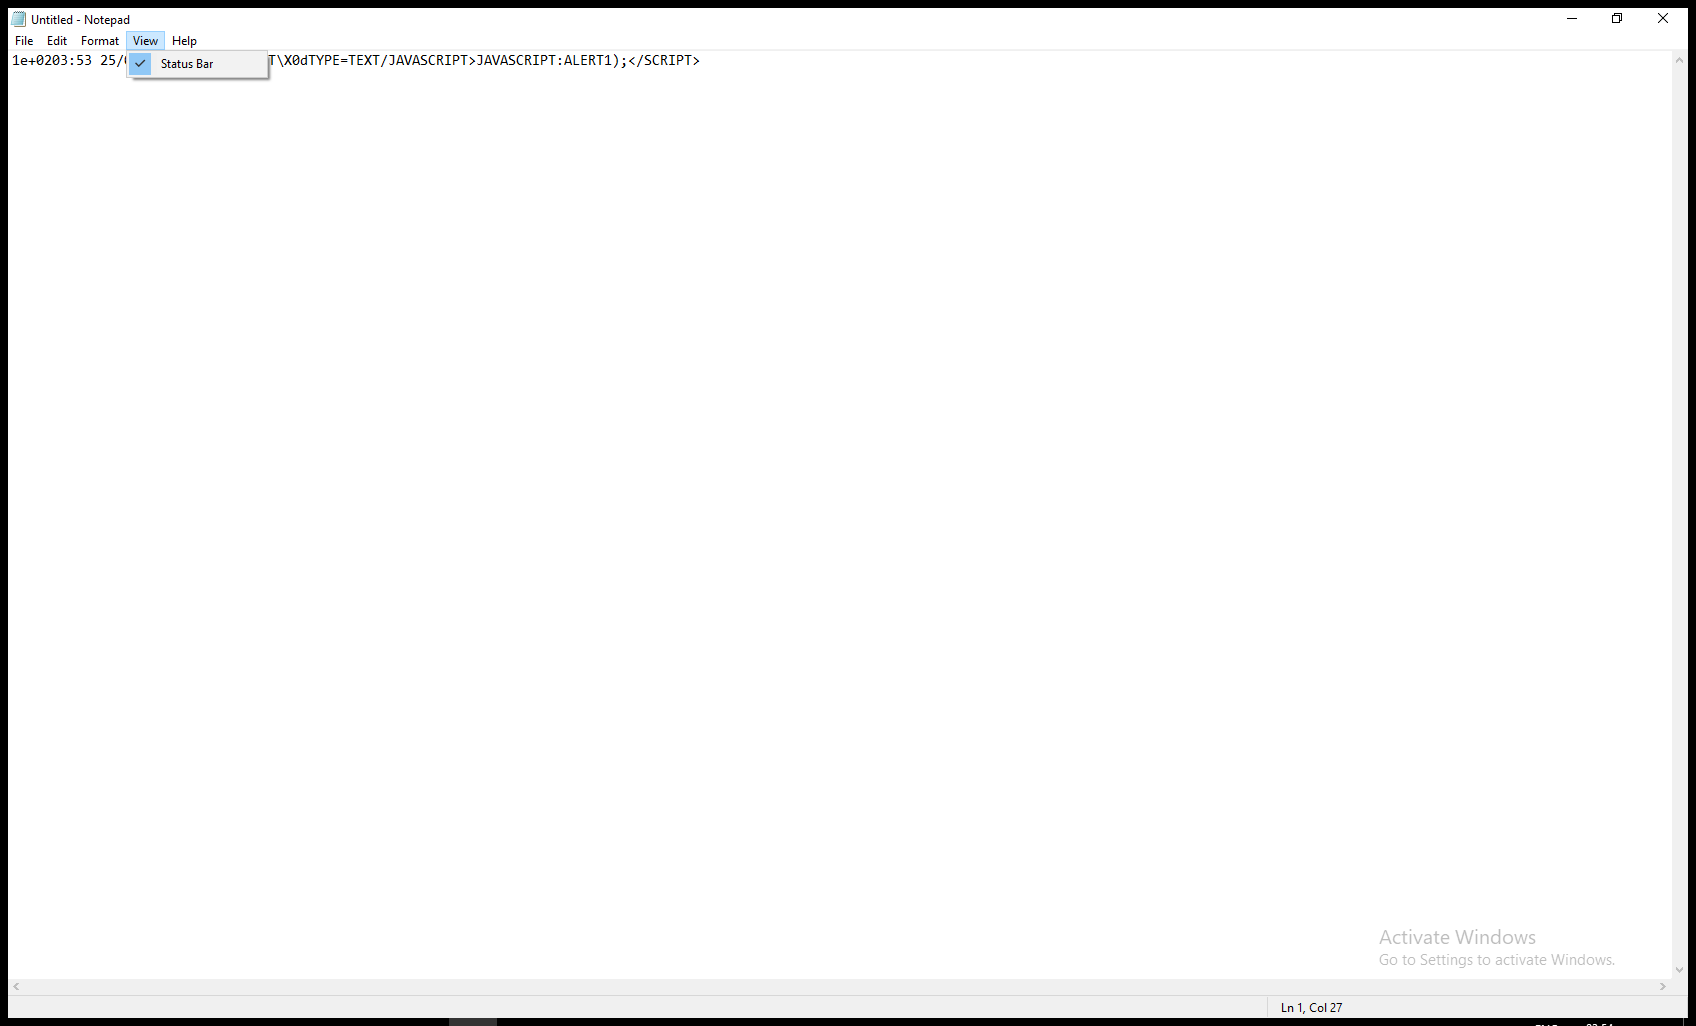 Untitled - Notepad
File Edit Format View Help
1e+0203:53 25/
T\X0dTYPE=TEXT/JAVASCRIPT>JAVASCRIPT:ALERT1);</SCRIPT>
Status Bar
Activate Windows
Go to Settings to activate Windows.
Ln 1, Col 27